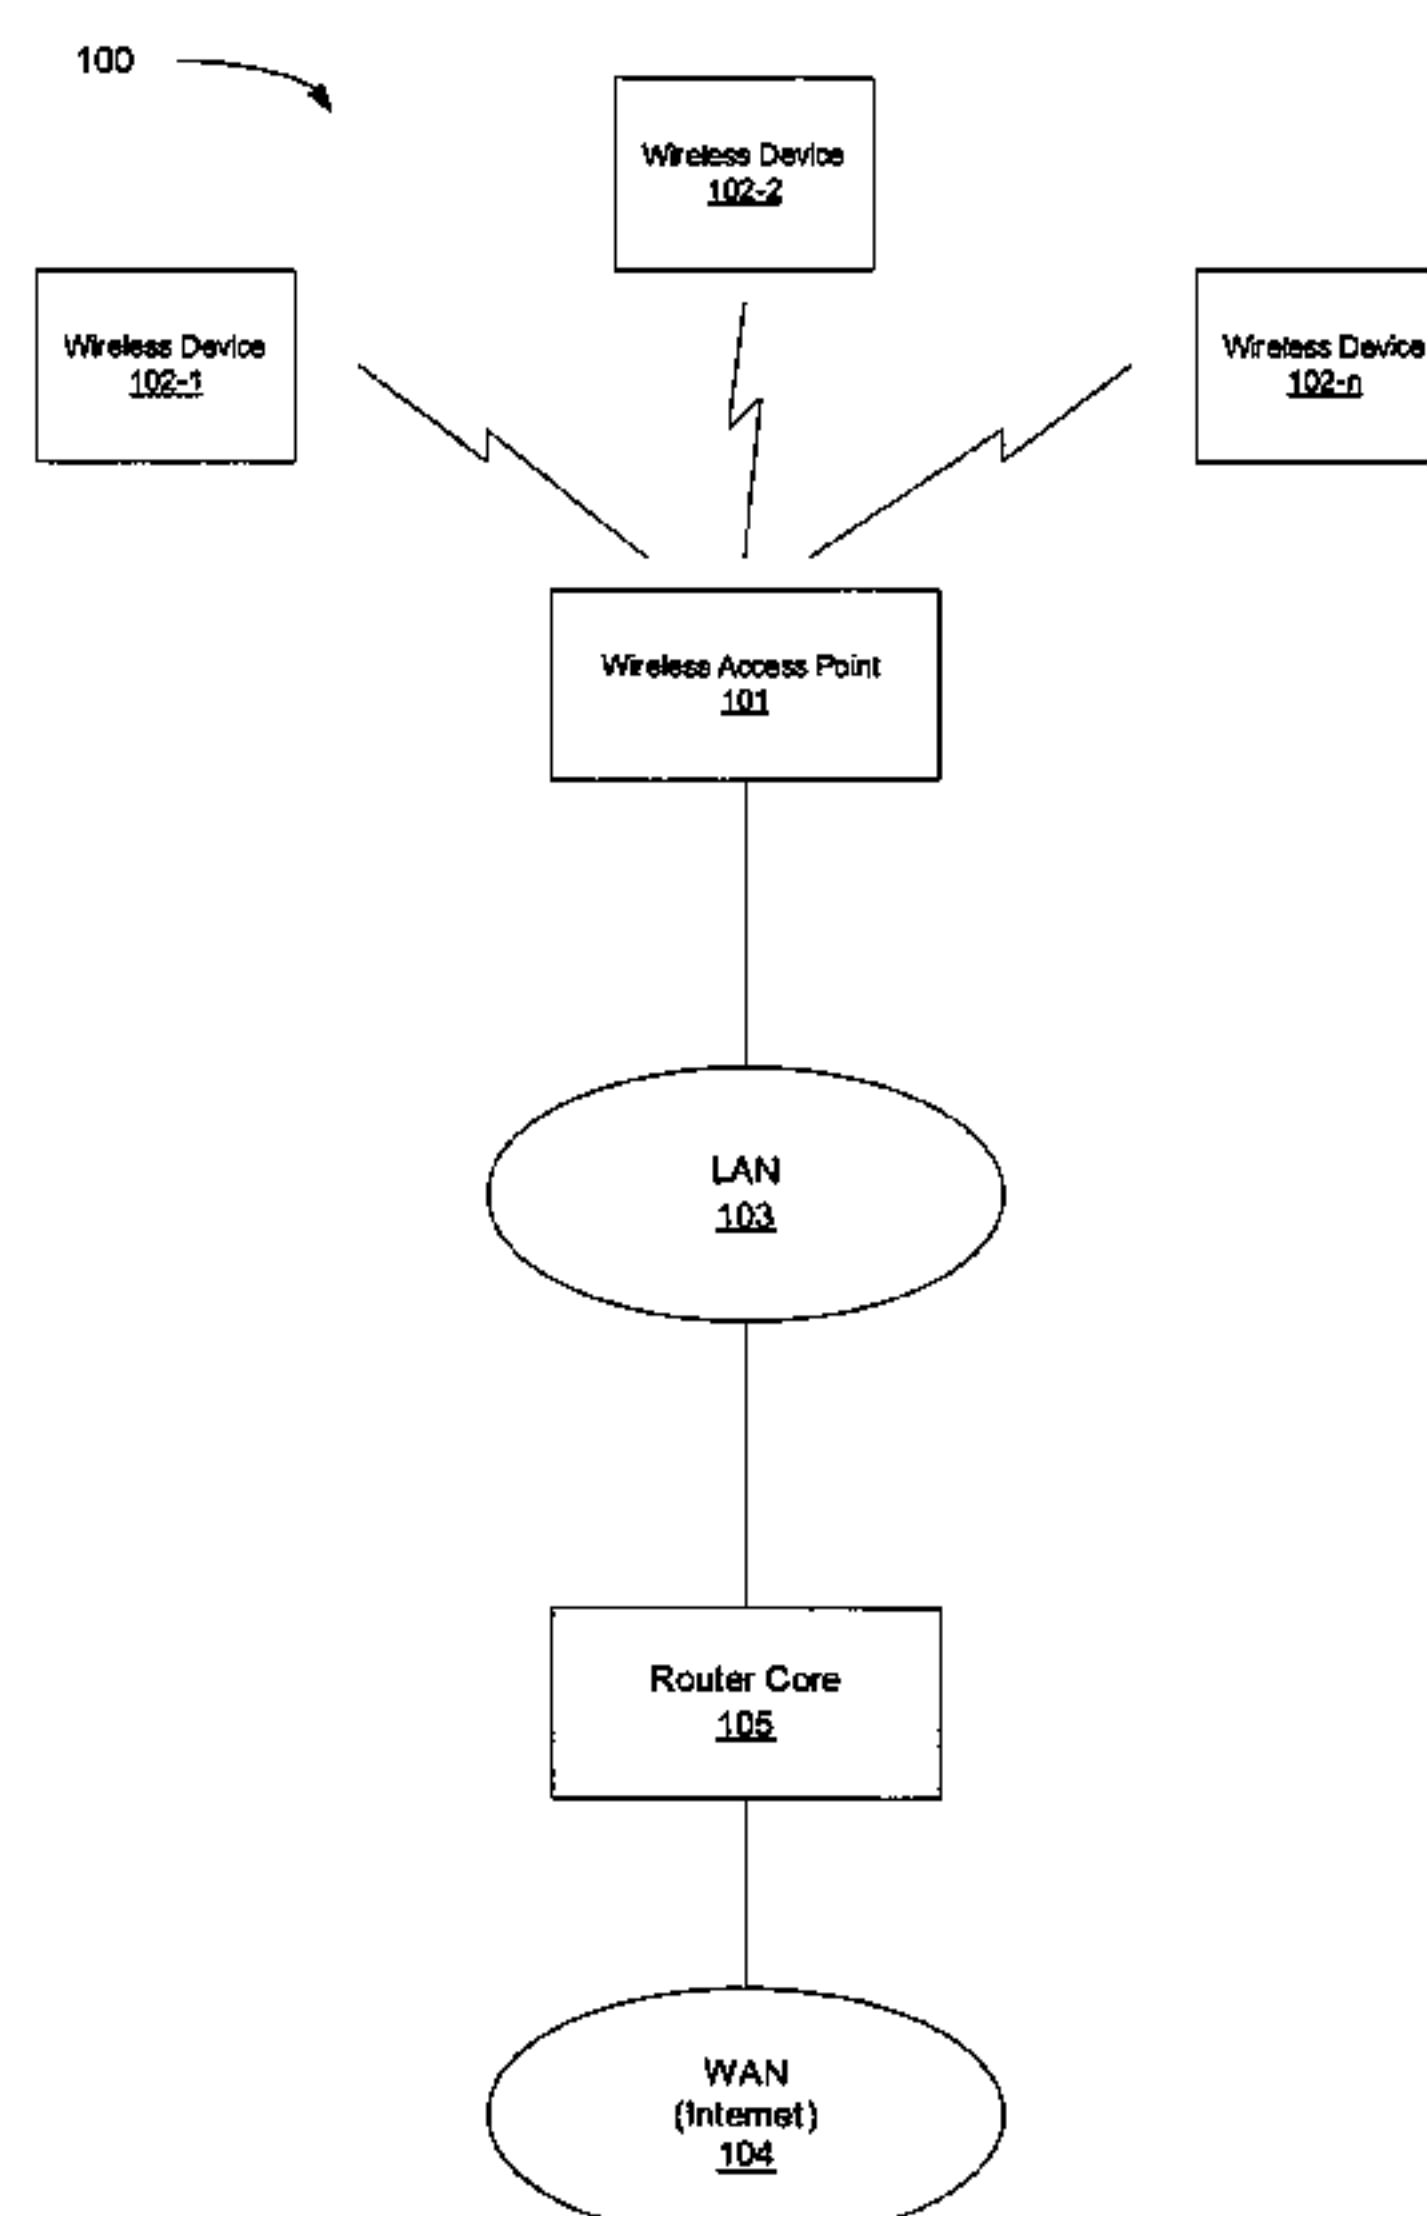 100
Wireless Device
102-2
Wireless Device
102-1
Wireless Device
102-n
Wireless Access Point
101
LAN
103
Router Core
105
WAN
(Internet)
104